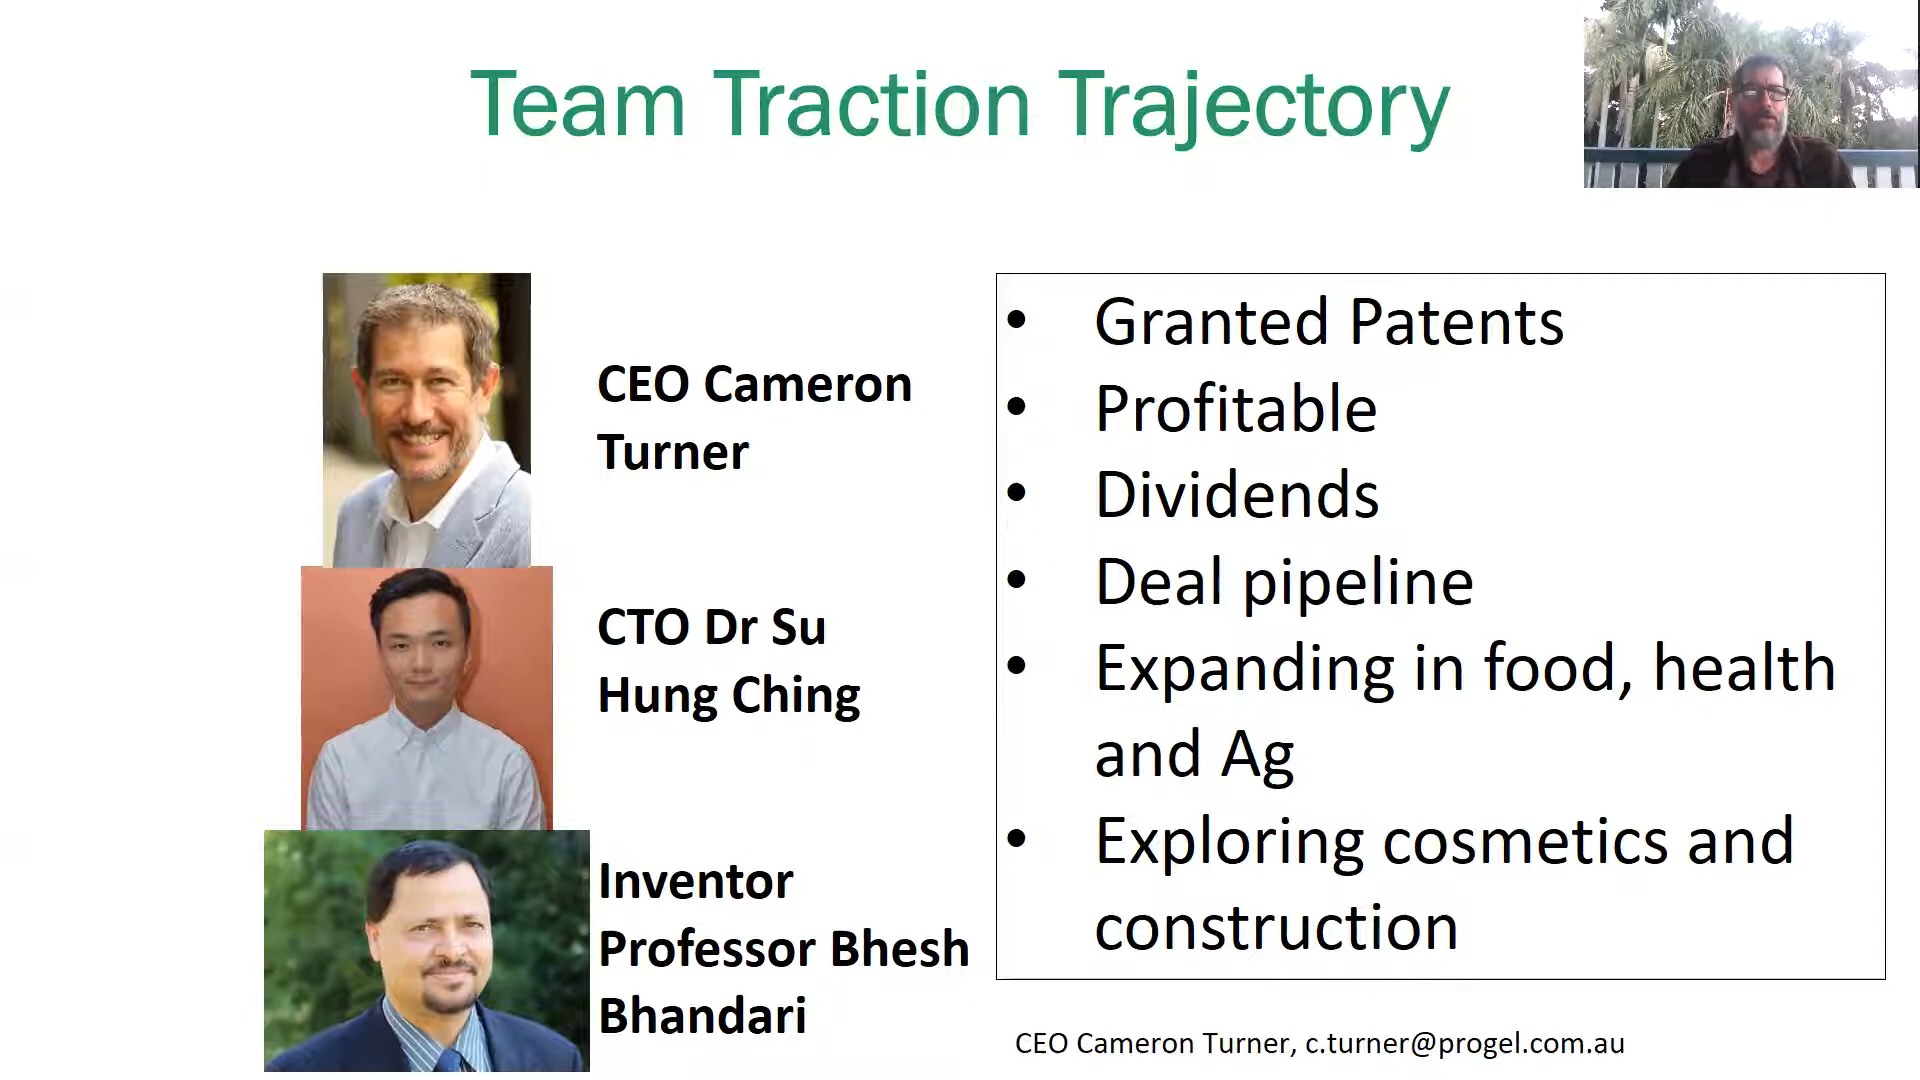 Team Traction Trajectory
CEO Cameron
Turner
CTO Dr Su
Hung Ching
Inventor
Professor Bhesh
Bhandari
• Granted Patents
• Profitable
• Dividends
• Deal pipeline
• Expanding in food, health
and Ag
• Exploring cosmetics and
construction
CEO Cameron Turner, c.turner@progel.com.au